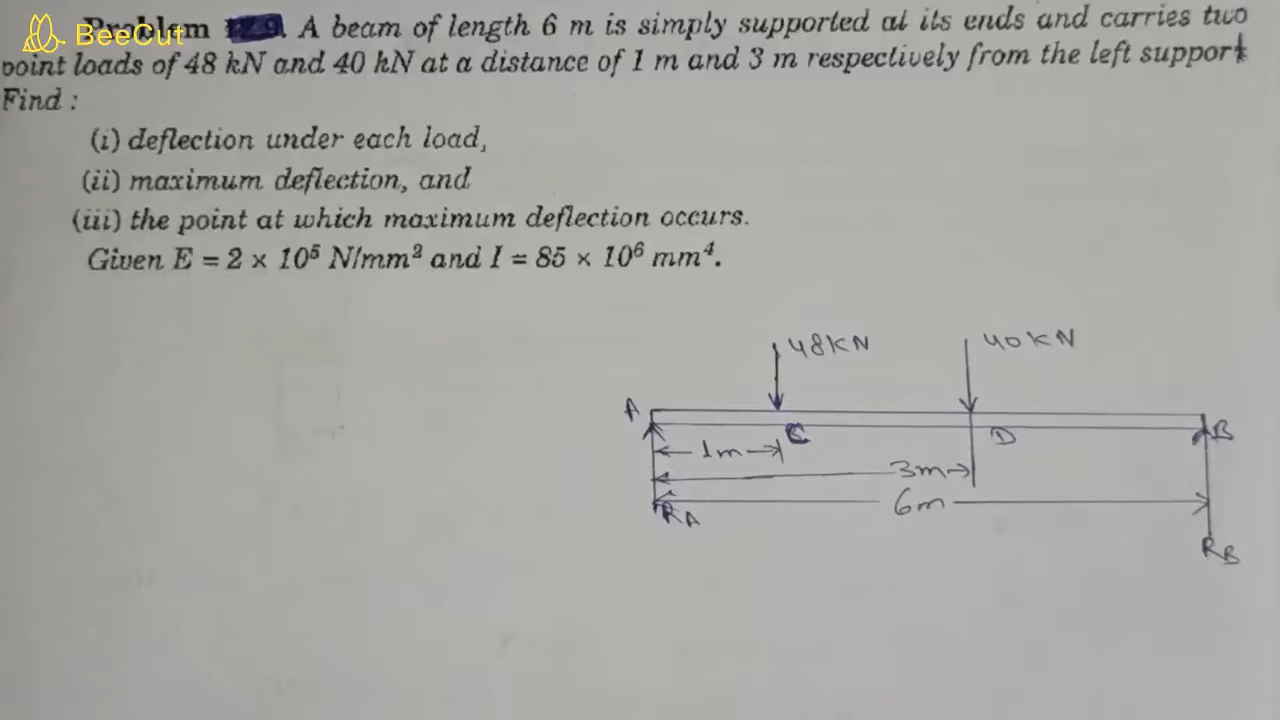 BeeCut
Problem 12.9. A beam of length 6 m is simply supported at its ends and carries two
point loads of 48 kN and 40 kN at a distance of 1 m and 3 m respectively from the left support
Find :
(i) deflection under each load,
(ii) maximum deflection, and
(iii) the point at which maximum deflection occurs.
Given E = 2 × 10⁵ N/mm² and I = 85 × 10⁶ mm⁴.
48KN 40KN
A C D B
1m
3m
6m
RA
RB